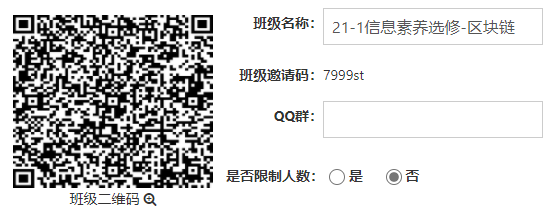 班级名称：21-1信息素养选修-区块链
班级邀请码：7999st
QQ群：
是否限制人数：是 否
班级二维码